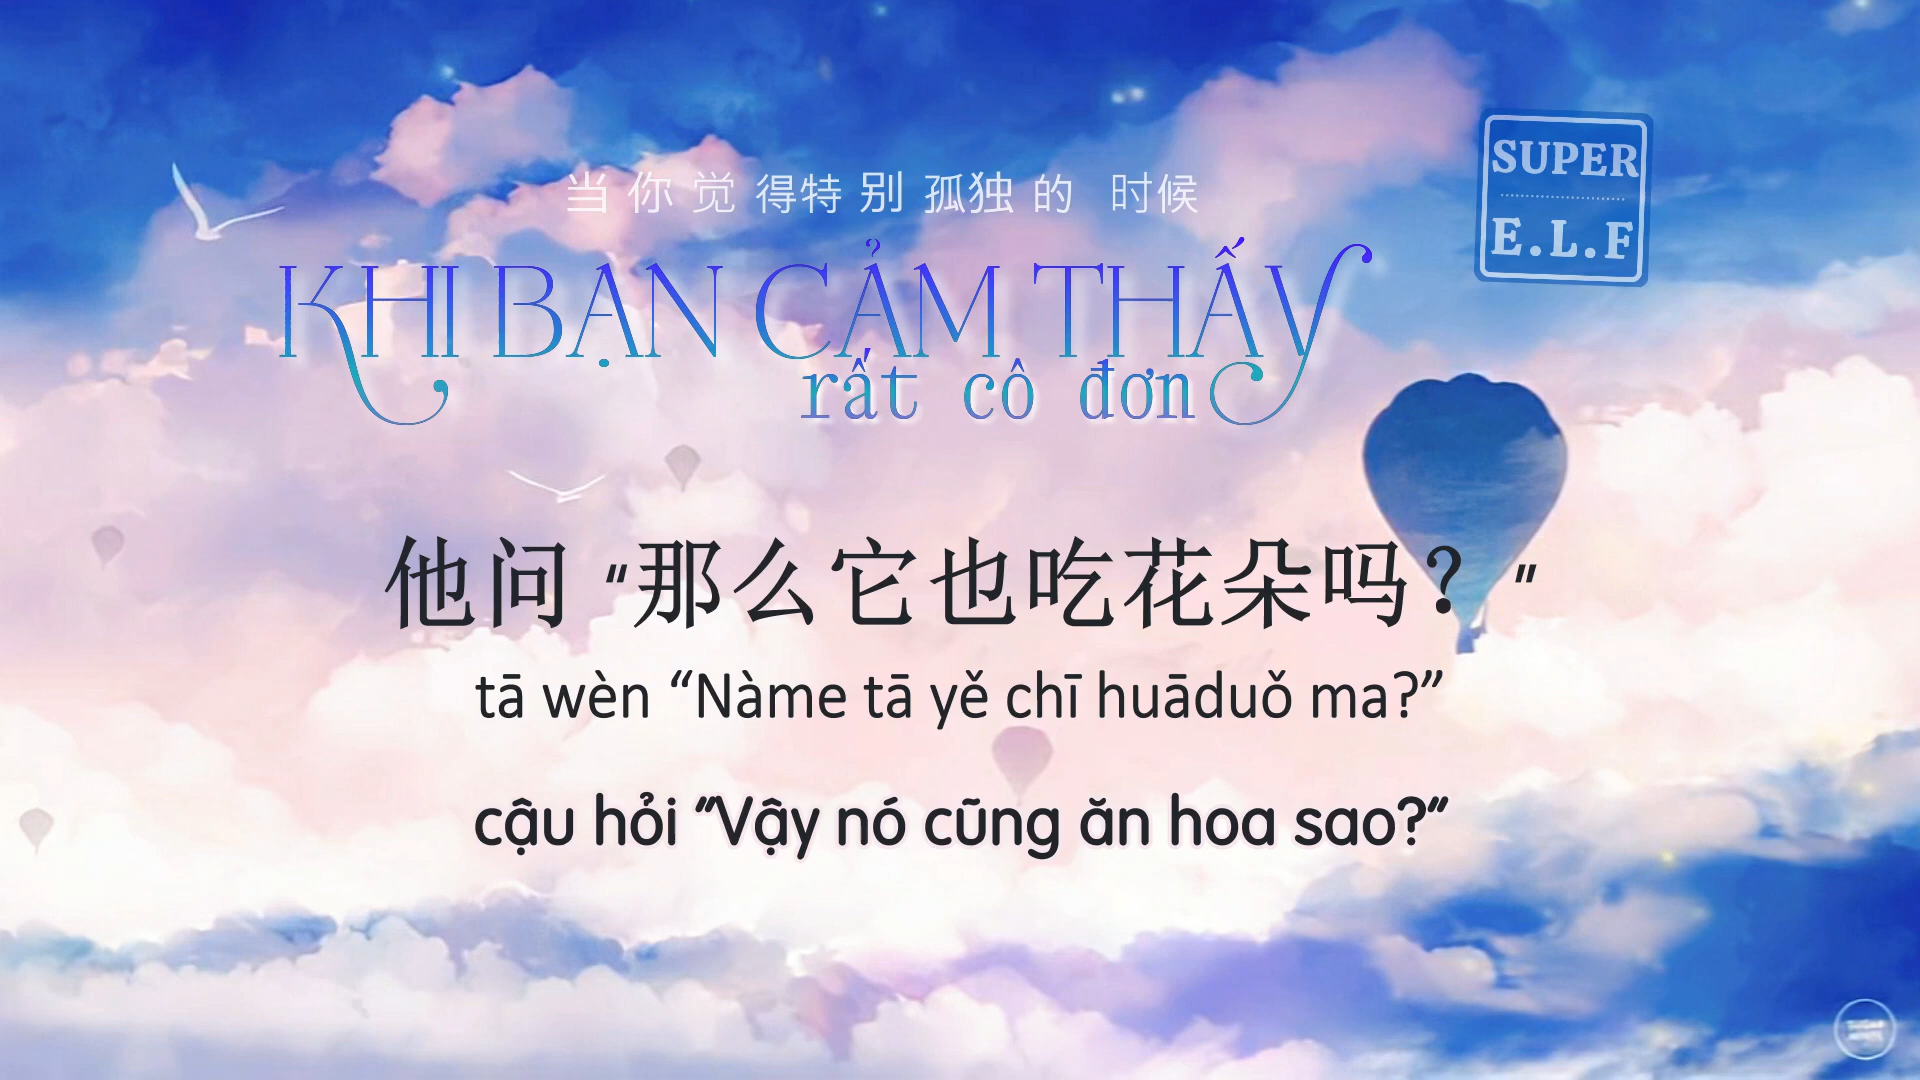 当你觉得特别孤独的时候
SUPER
E.L.F
KHI BẠN CẢM THẤY
rất cô đơn
他问 “那么它也吃花朵吗？”
tā wèn “Nàme tā yě chī huāduǒ ma?”
cậu hỏi “Vậy nó cũng ăn hoa sao?”